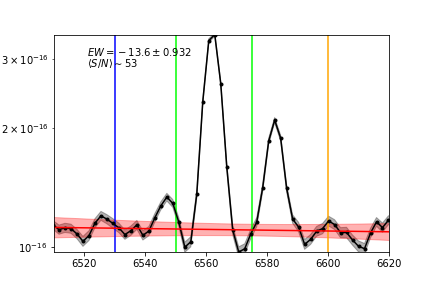 EW = −13.6 ± 0.932
⟨S/N⟩ ~ 53
3 × 10⁻¹⁶
2 × 10⁻¹⁶
10⁻¹⁶
6520 6540 6560 6580 6600 6620